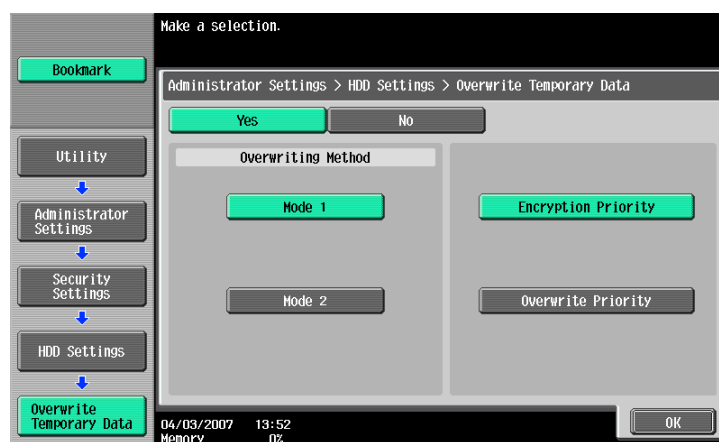 Make a selection.
Bookmark
Administrator Settings > HDD Settings > Overwrite Temporary Data
Yes
No
Utility
Administrator
Settings
Security
Settings
HDD Settings
Overwrite
Temporary Data
Overwriting Method
Mode 1
Encryption Priority
Mode 2
Overwrite Priority
04/03/2007 13:52
Memory 0%
OK